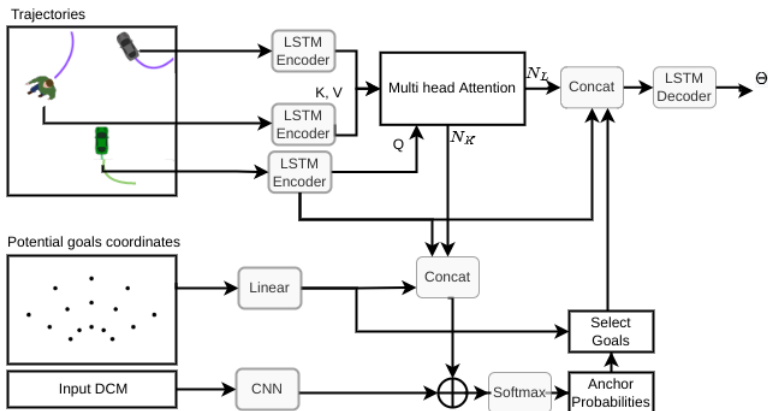 Trajectories
LSTM
Encoder
K, V
LSTM
Encoder
LSTM
Encoder
Q
Multi head Attention
N_L
N_K
Concat
LSTM
Decoder
Θ
Potential goals coordinates
Linear
Concat
Select
Goals
Input DCM
CNN
Softmax
Anchor
Probabilities